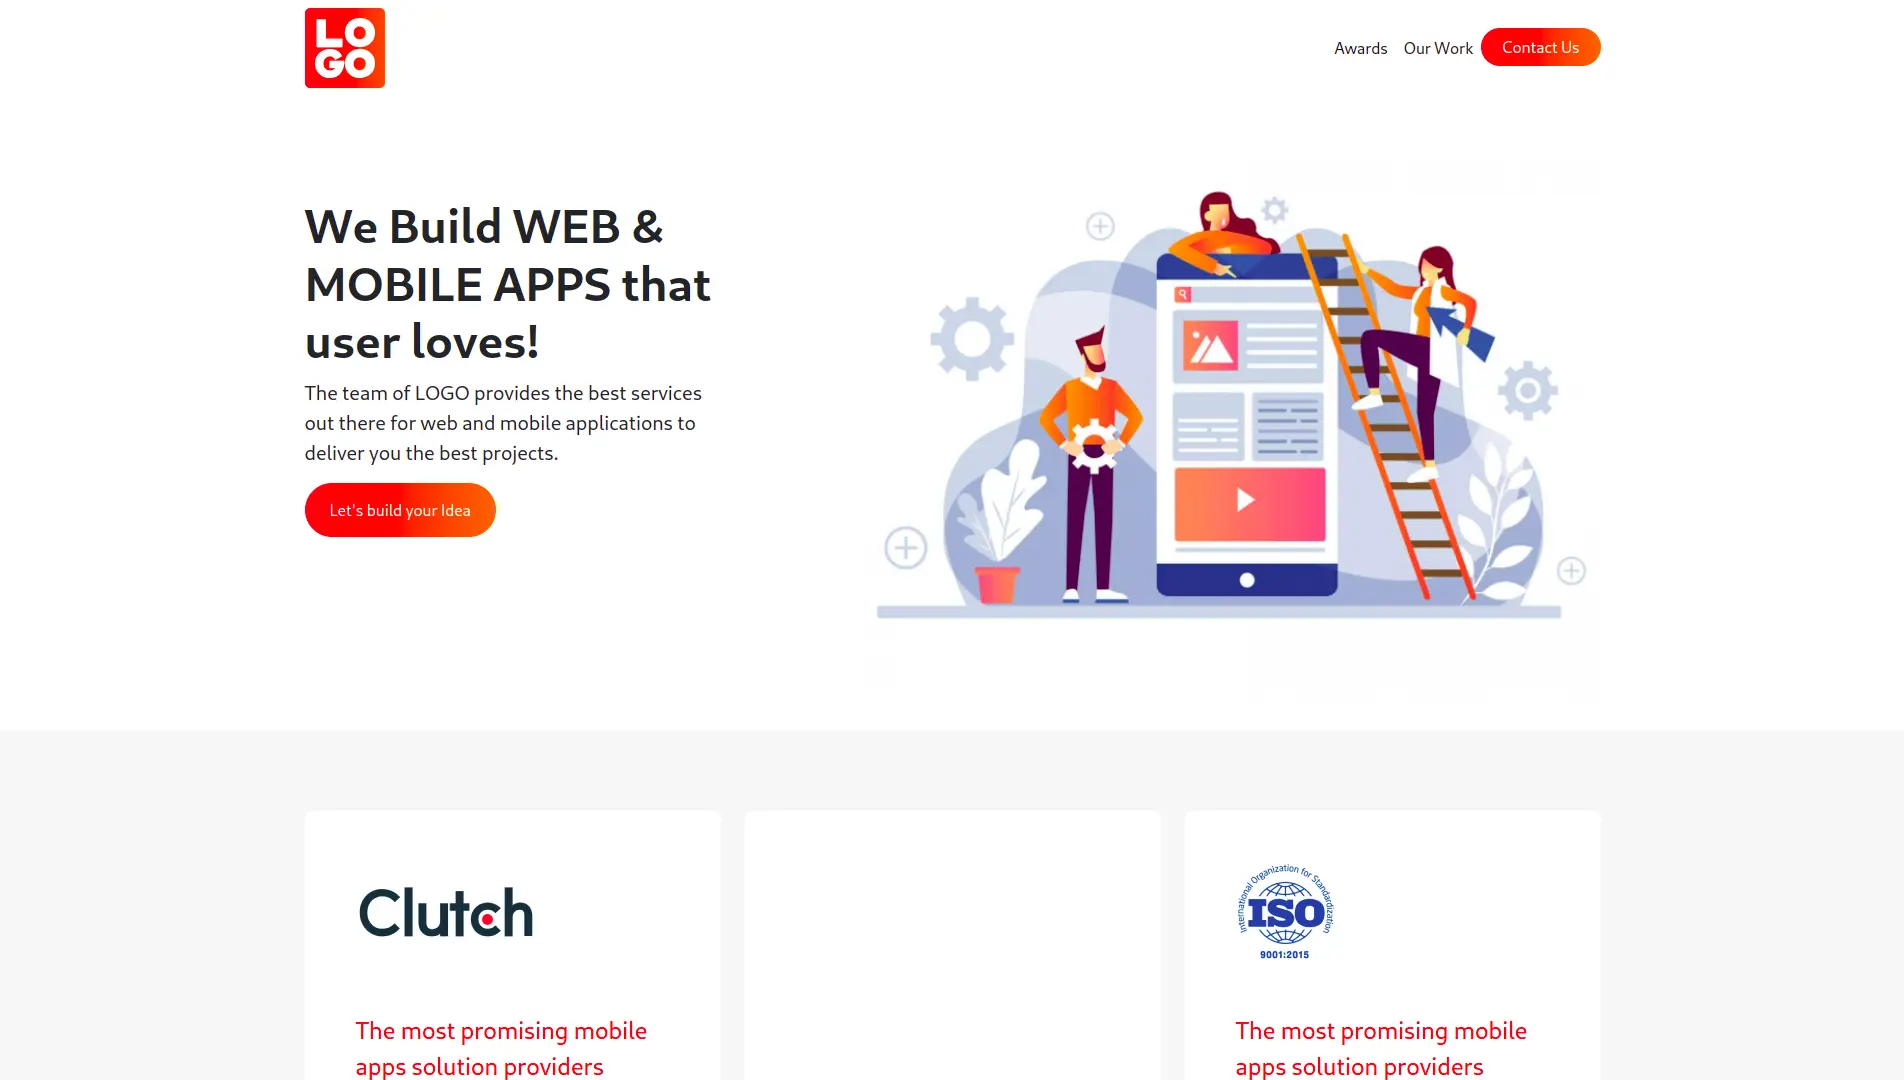 LO
GO
Awards Our Work Contact Us
We Build WEB &
MOBILE APPS that
user loves!
The team of LOGO provides the best services
out there for web and mobile applications to
deliver you the best projects.
Let's build your Idea
Clutch
International Organization for Standardization
ISO
9001:2015
The most promising mobile
apps solution providers
The most promising mobile
apps solution providers